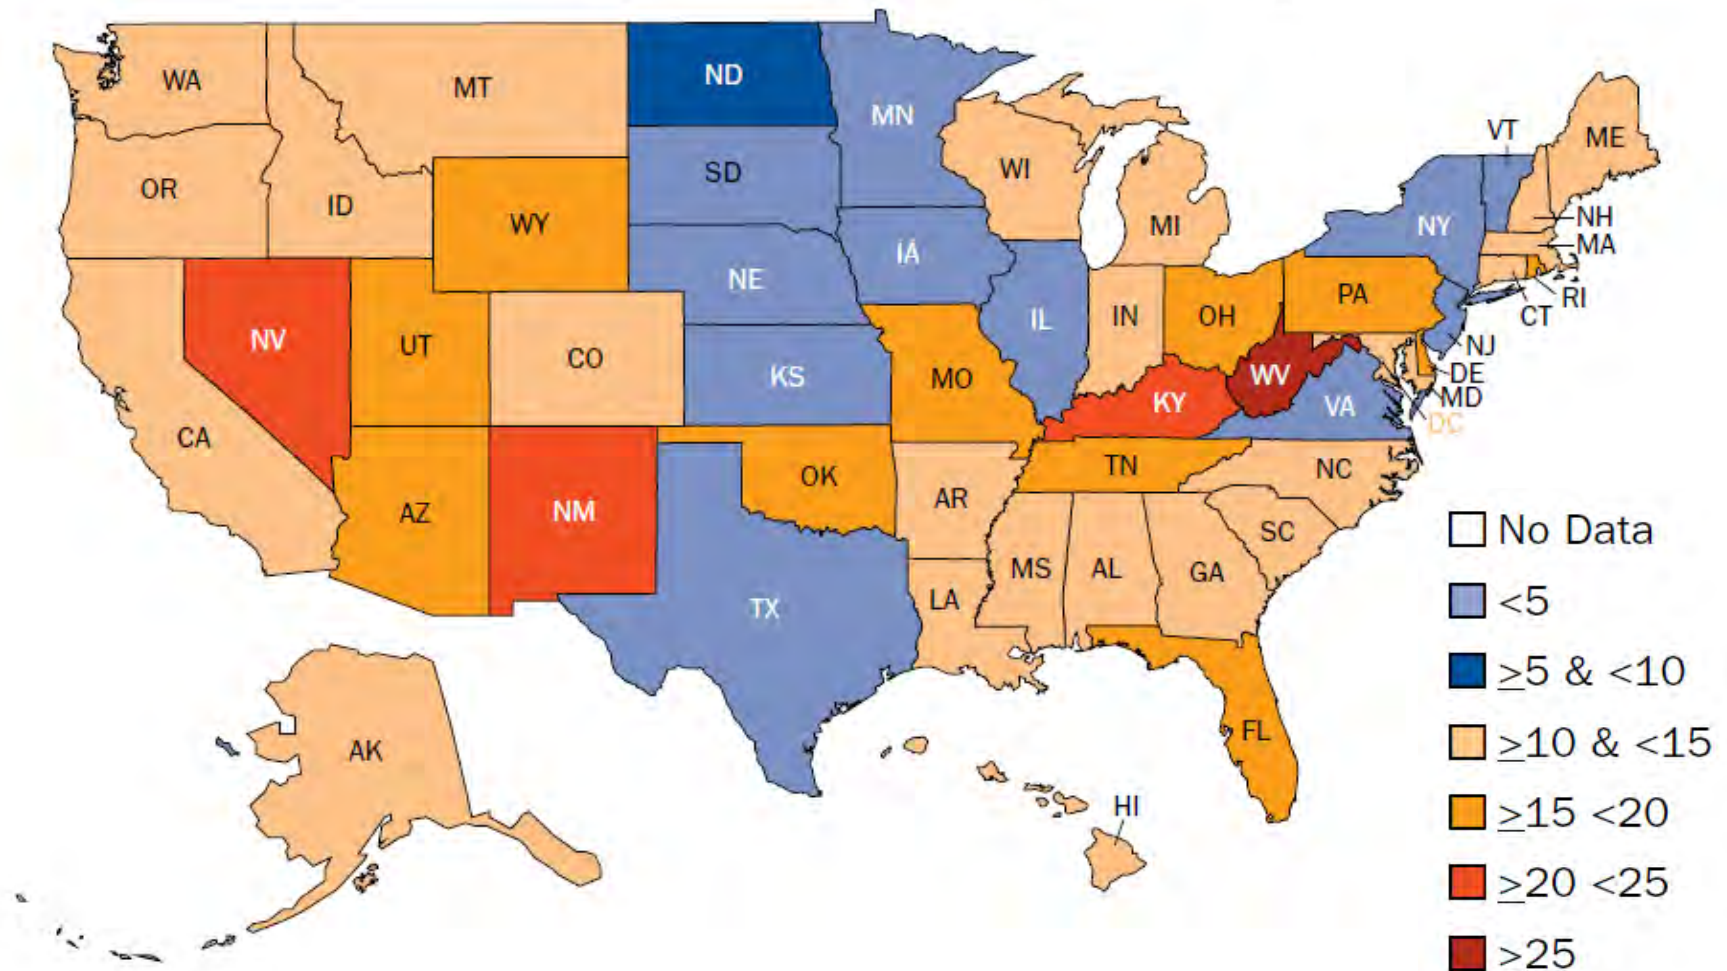 WA
MT
ND
MN
VT
ME
OR
ID
WY
SD
WI
MI
NY
NH
MA
NV
UT
CO
NE
IA
IL
IN
OH
PA
RI
CT
NJ
DE
MD
DC
CA
KS
MO
KY
WV
VA
AZ
NM
OK
AR
TN
NC
SC
TX
LA
MS
AL
GA
FL
AK
HI
No Data
<5
≥5 & <10
≥10 & <15
≥15 <20
≥20 <25
>25